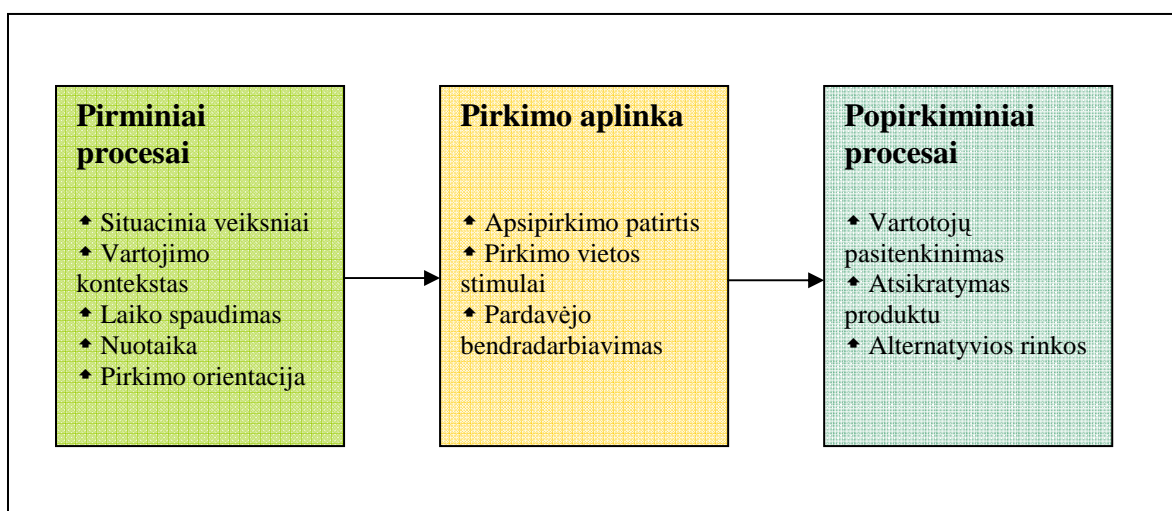 Pirminiai
procesai
🠝 Situacinia veiksniai
🠝 Vartojimo
kontekstas
🠝 Laiko spaudimas
🠝 Nuotaika
🠝 Pirkimo orientacija
Pirkimo aplinka
🠝 Apsipirkimo patirtis
🠝 Pirkimo vietos
stimulai
🠝 Pardavėjo
bendradarbiavimas
Popirkiminiai
procesai
🠝 Vartotojų
pasitenkinimas
🠝 Atsikratymas
produktu
🠝 Alternatyvios rinkos